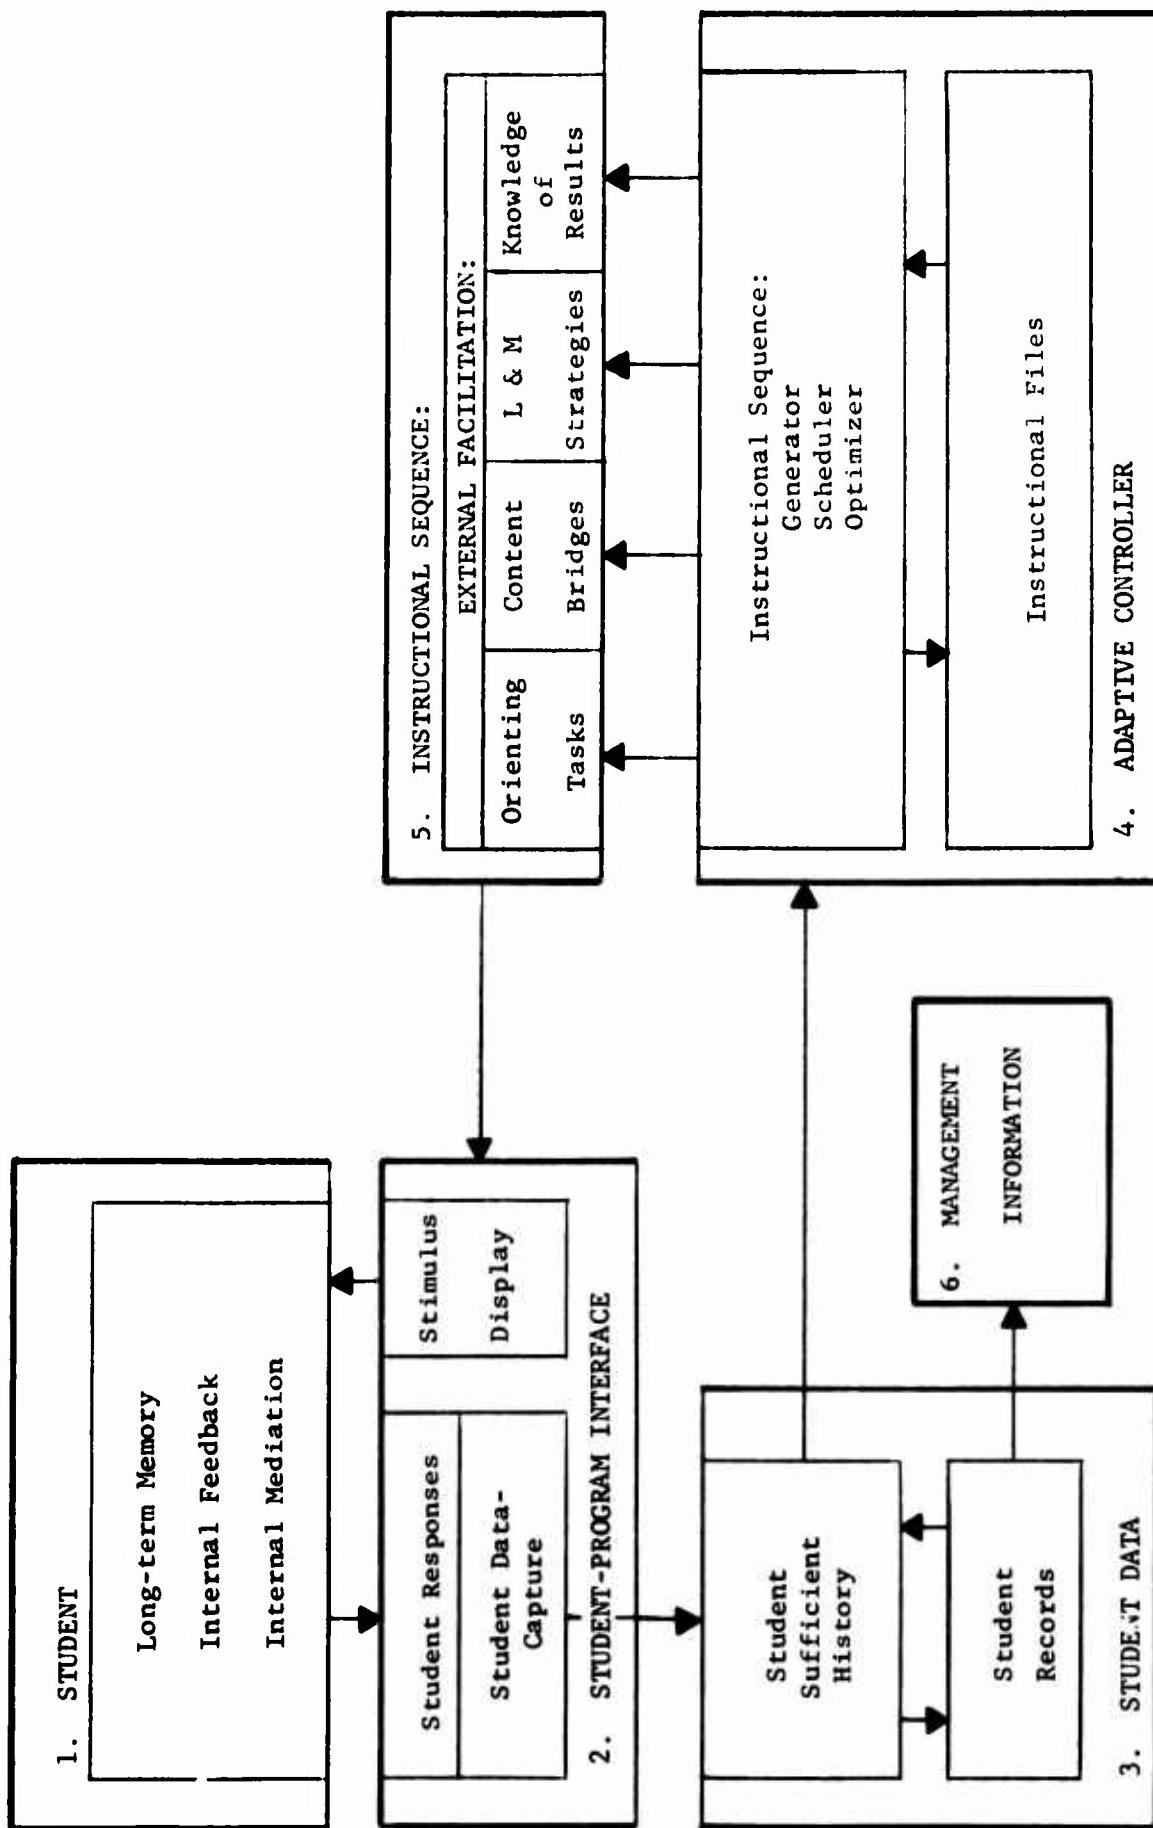 1. STUDENT
Long-term Memory
Internal Feedback
Internal Mediation
Student Responses
Student Data-
Capture
Stimulus
Display
2. STUDENT-PROGRAM INTERFACE
Student
Sufficient
History
Student
Records
3. STUDENT DATA
6. MANAGEMENT
INFORMATION
5. INSTRUCTIONAL SEQUENCE:
EXTERNAL FACILITATION:
Orienting
Tasks
Content
Bridges
L & M
Strategies
Knowledge
of
Results
Instructional Sequence:
Generator
Scheduler
Optimizer
Instructional Files
4. ADAPTIVE CONTROLLER